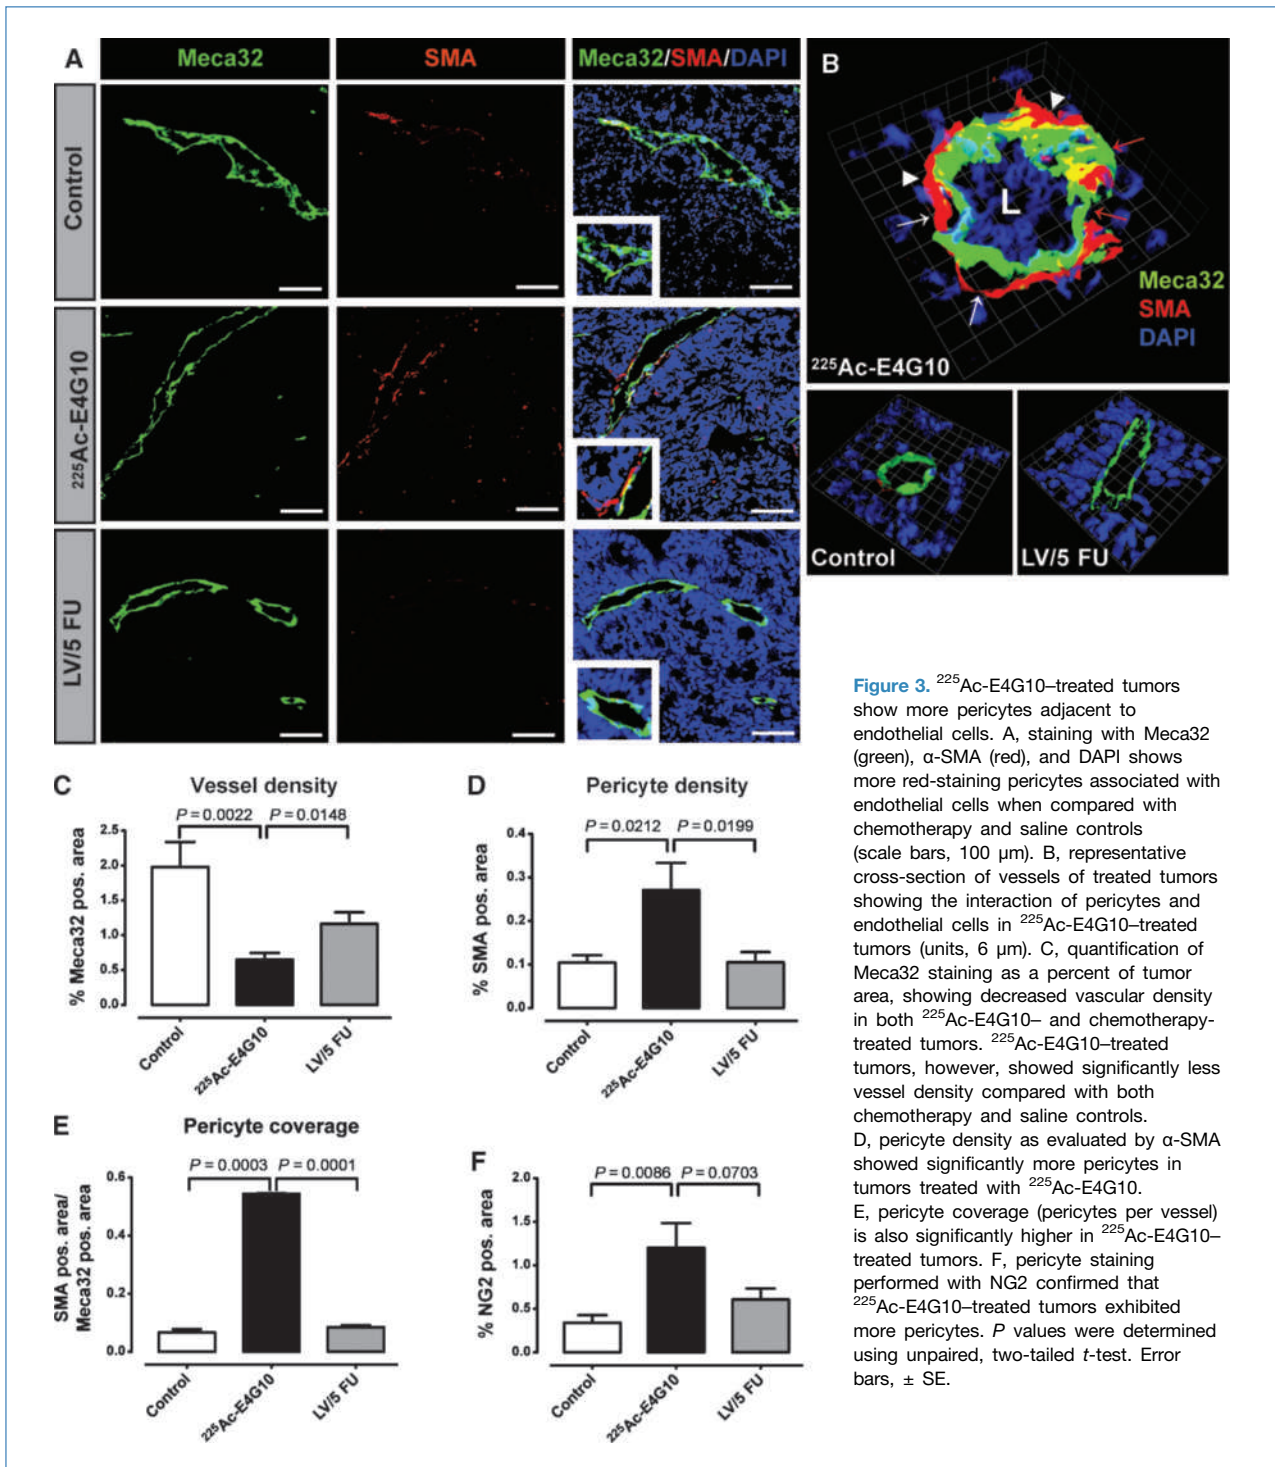 A
Meca32
SMA
Meca32/SMA/DAPI
Control
²²⁵Ac-E4G10
LV/5 FU
B
L
Meca32
SMA
DAPI
²²⁵Ac-E4G10
Control
LV/5 FU
C
Vessel density
P = 0.0022
P = 0.0148
% Meca32 pos. area
2.5
2.0
1.5
1.0
0.5
0.0
Control
²²⁵Ac-E4G10
LV/5 FU
D
Pericyte density
P = 0.0212
P = 0.0199
% SMA pos. area
0.4
0.3
0.2
0.1
0.0
Control
²²⁵Ac-E4G10
LV/5 FU
E
Pericyte coverage
P = 0.0003
P = 0.0001
SMA pos. area/
Meca32 pos. area
0.6
0.4
0.2
0.0
Control
²²⁵Ac-E4G10
LV/5 FU
F
P = 0.0086
P = 0.0703
% NG2 pos. area
2.0
1.5
1.0
0.5
0.0
Control
²²⁵Ac-E4G10
LV/5 FU
Figure 3. ²²⁵Ac-E4G10–treated tumors
show more pericytes adjacent to
endothelial cells. A, staining with Meca32
(green), α-SMA (red), and DAPI shows
more red-staining pericytes associated with
endothelial cells when compared with
chemotherapy and saline controls
(scale bars, 100 μm). B, representative
cross-section of vessels of treated tumors
showing the interaction of pericytes and
endothelial cells in ²²⁵Ac-E4G10–treated
tumors (units, 6 μm). C, quantification of
Meca32 staining as a percent of tumor
area, showing decreased vascular density
in both ²²⁵Ac-E4G10– and chemotherapy-
treated tumors. ²²⁵Ac-E4G10–treated
tumors, however, showed significantly less
vessel density compared with both
chemotherapy and saline controls.
D, pericyte density as evaluated by α-SMA
showed significantly more pericytes in
tumors treated with ²²⁵Ac-E4G10.
E, pericyte coverage (pericytes per vessel)
is also significantly higher in ²²⁵Ac-E4G10–
treated tumors. F, pericyte staining
performed with NG2 confirmed that
²²⁵Ac-E4G10–treated tumors exhibited
more pericytes. P values were determined
using unpaired, two-tailed t-test. Error
bars, ± SE.